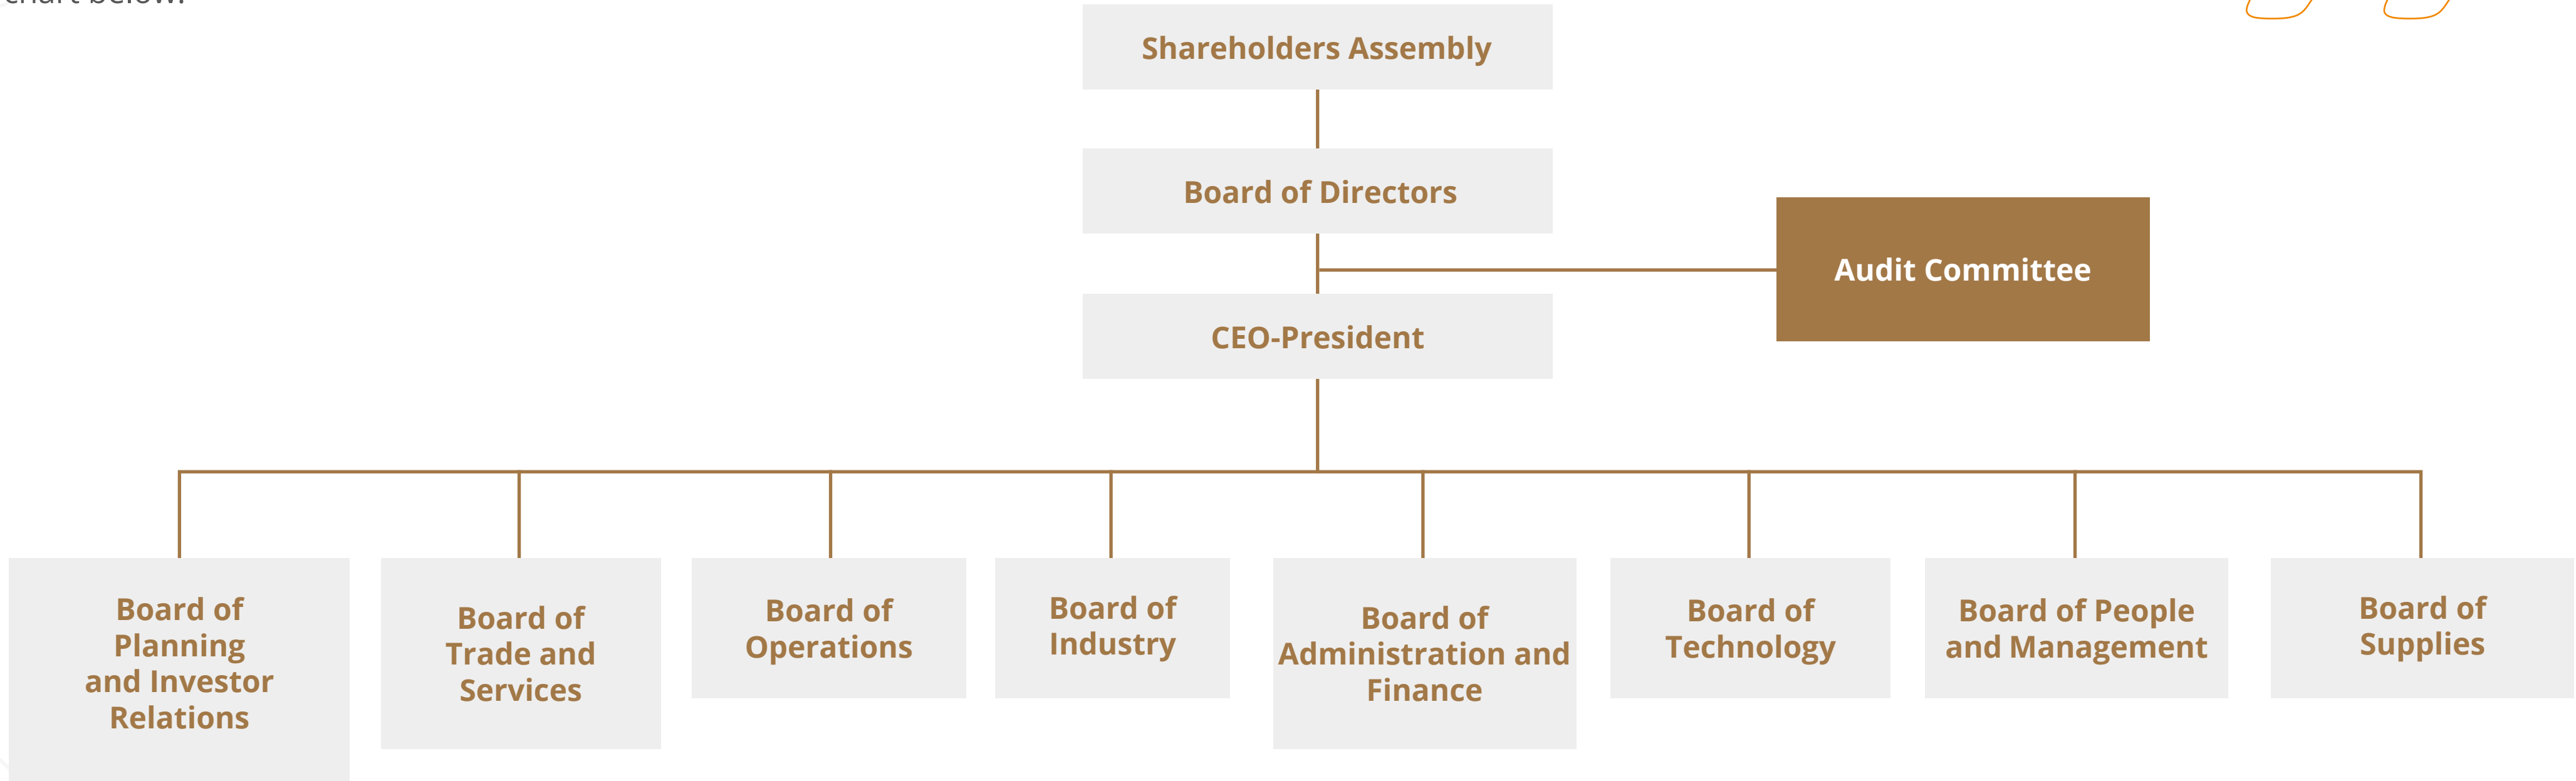 chart below:
Shareholders Assembly
Board of Directors
Audit Committee
CEO-President
Board of
Planning
and Investor
Relations
Board of
Trade and
Services
Board of
Operations
Board of
Industry
Board of
Administration and
Finance
Board of
Technology
Board of People
and Management
Board of
Supplies